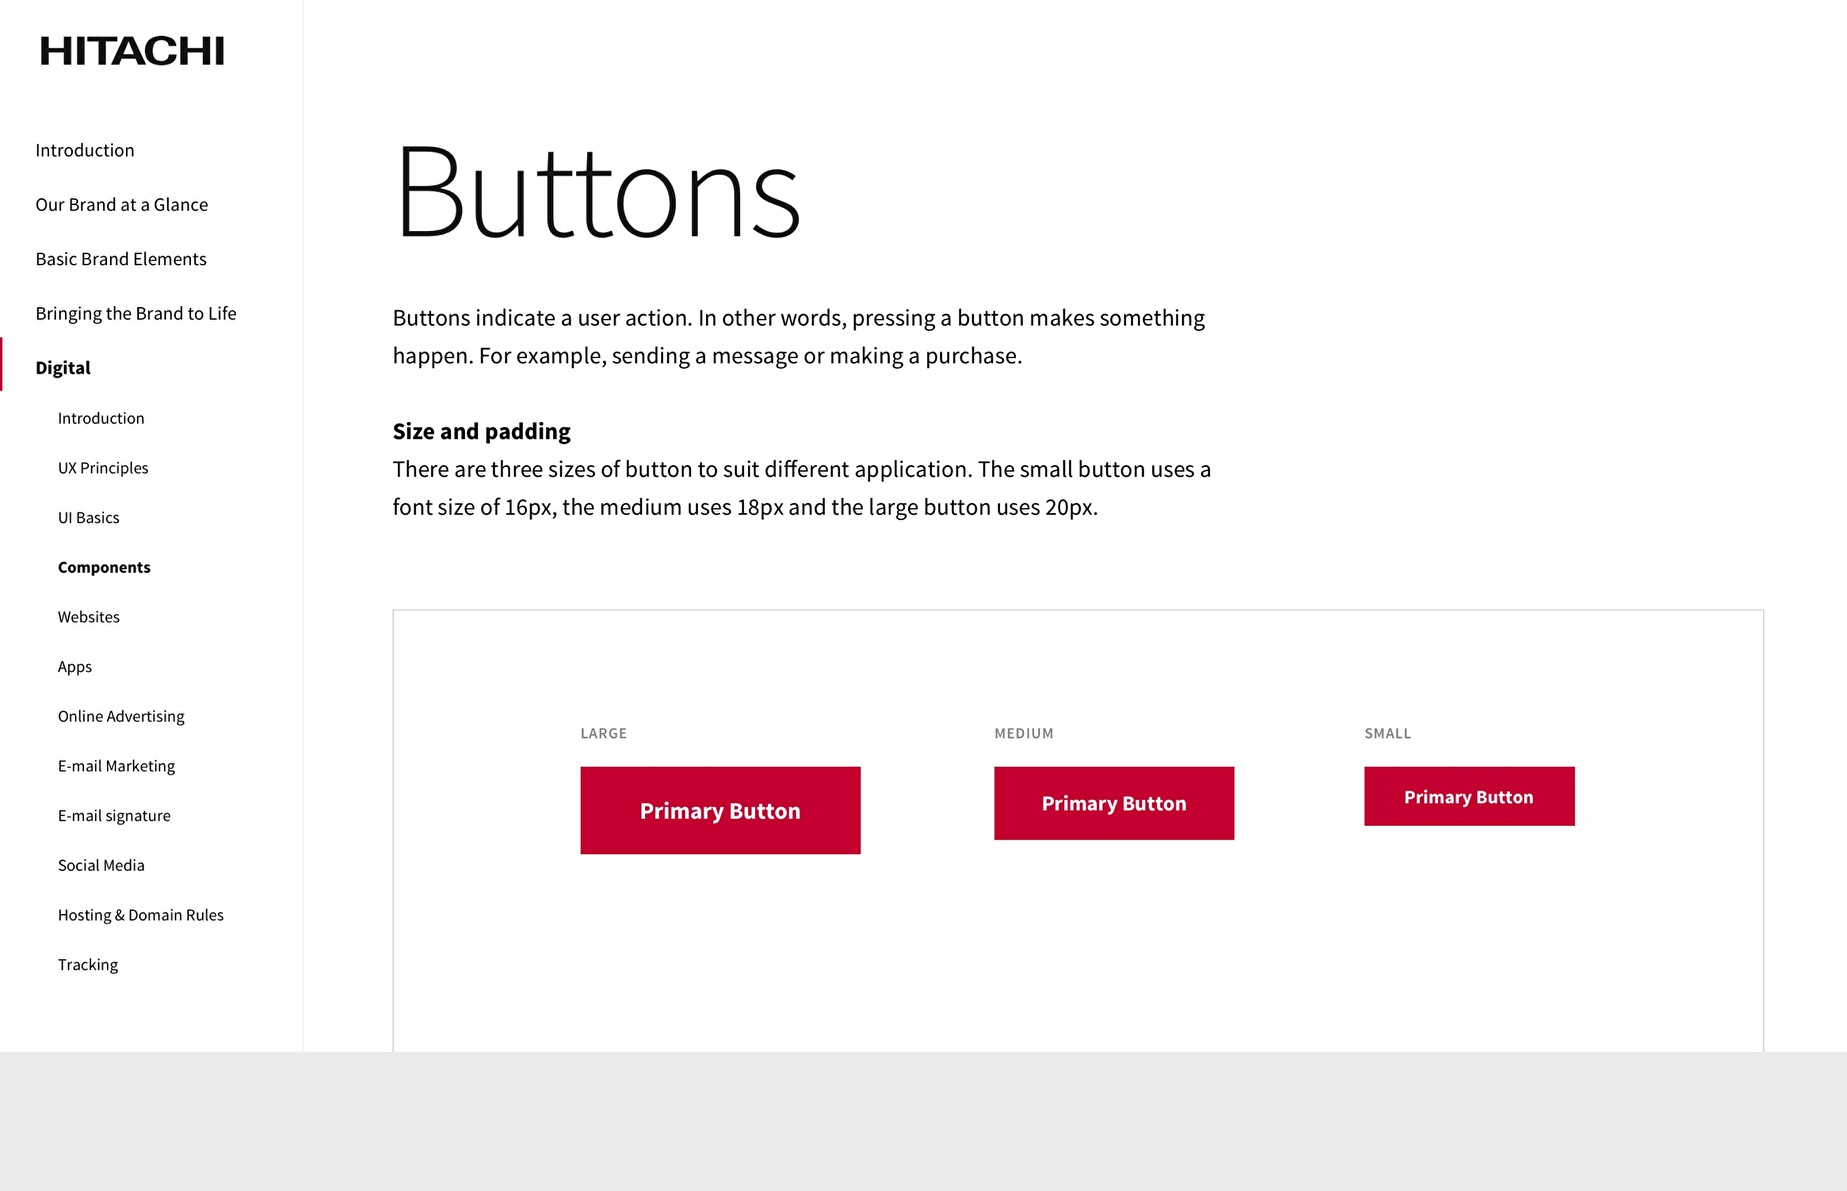 HITACHI
Introduction
Our Brand at a Glance
Basic Brand Elements
Bringing the Brand to Life
Digital
Introduction
UX Principles
UI Basics
Components
Websites
Apps
Online Advertising
E-mail Marketing
E-mail signature
Social Media
Hosting & Domain Rules
Tracking
Buttons
Buttons indicate a user action. In other words, pressing a button makes something
happen. For example, sending a message or making a purchase.
Size and padding
There are three sizes of button to suit different application. The small button uses a
font size of 16px, the medium uses 18px and the large button uses 20px.
LARGE
Primary Button
MEDIUM
Primary Button
SMALL
Primary Button